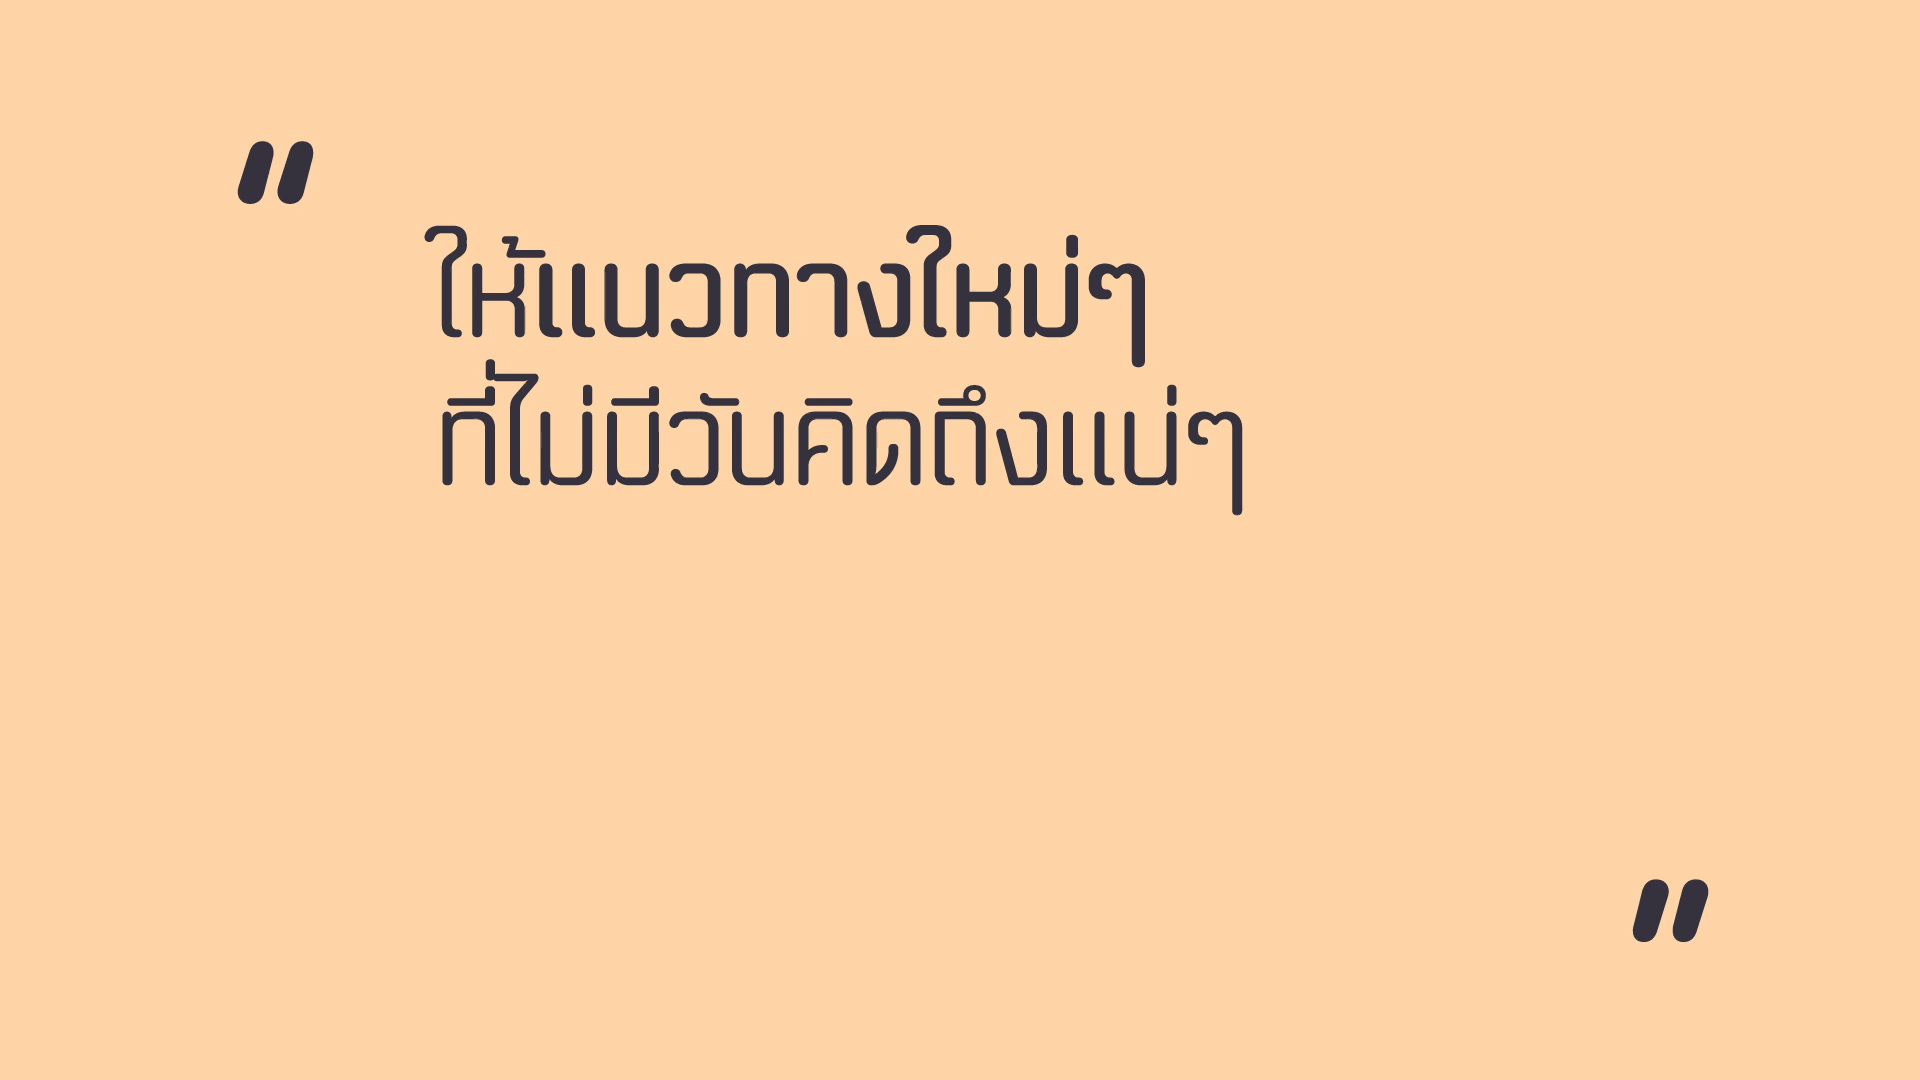 "
ให้แนวทางใหม่ๆ
ที่ไม่มีวันคิดถึงแน่ๆ
"